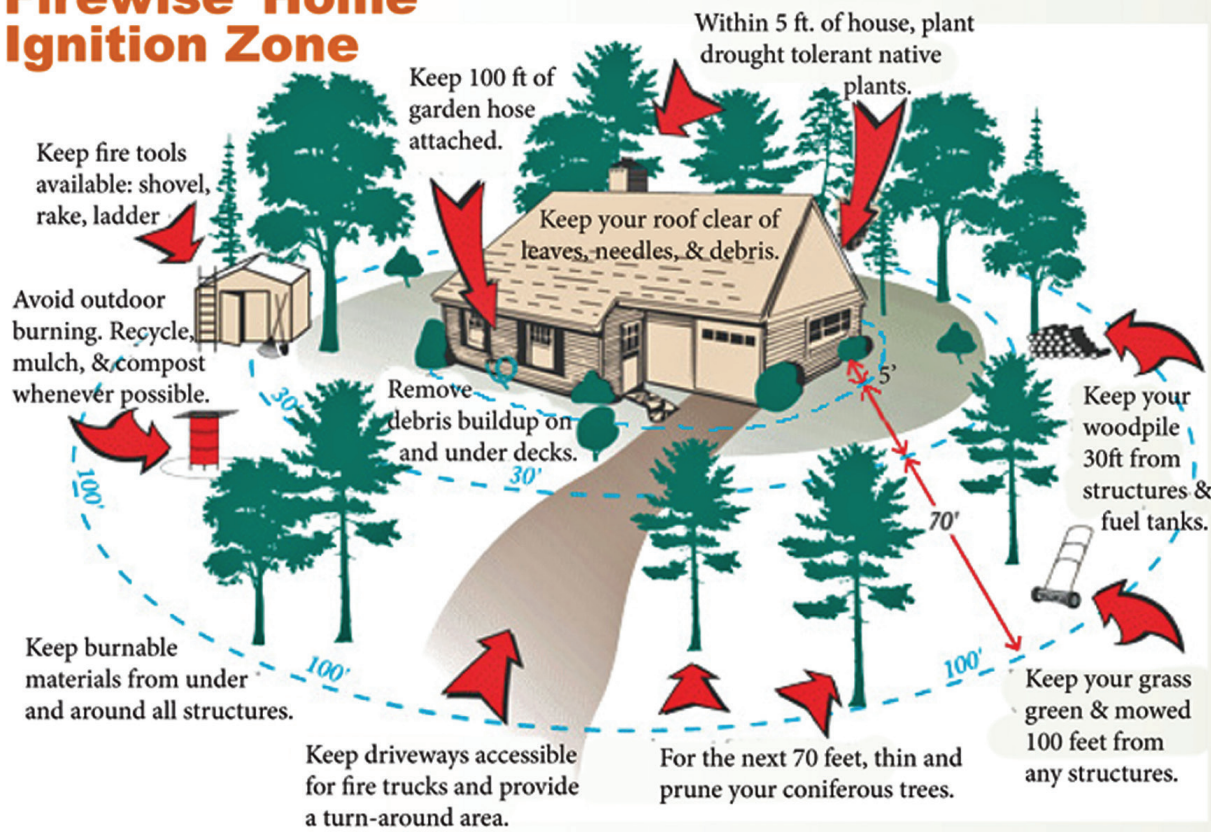 Firewise Home
Ignition Zone
Within 5 ft. of house, plant
drought tolerant native
plants.
Keep 100 ft of
garden hose
attached.
Keep fire tools
available: shovel,
rake, ladder
Keep your roof clear of
leaves, needles, & debris.
Avoid outdoor
burning. Recycle,
mulch, & compost
whenever possible.
Remove
debris buildup on
and under decks.
5'
30'
30'
Keep your
woodpile
30ft from
structures &
fuel tanks.
100'
70'
Keep burnable
materials from under
and around all structures.
100'
100'
Keep your grass
green & mowed
100 feet from
any structures.
Keep driveways accessible
for fire trucks and provide
a turn-around area.
For the next 70 feet, thin and
prune your coniferous trees.